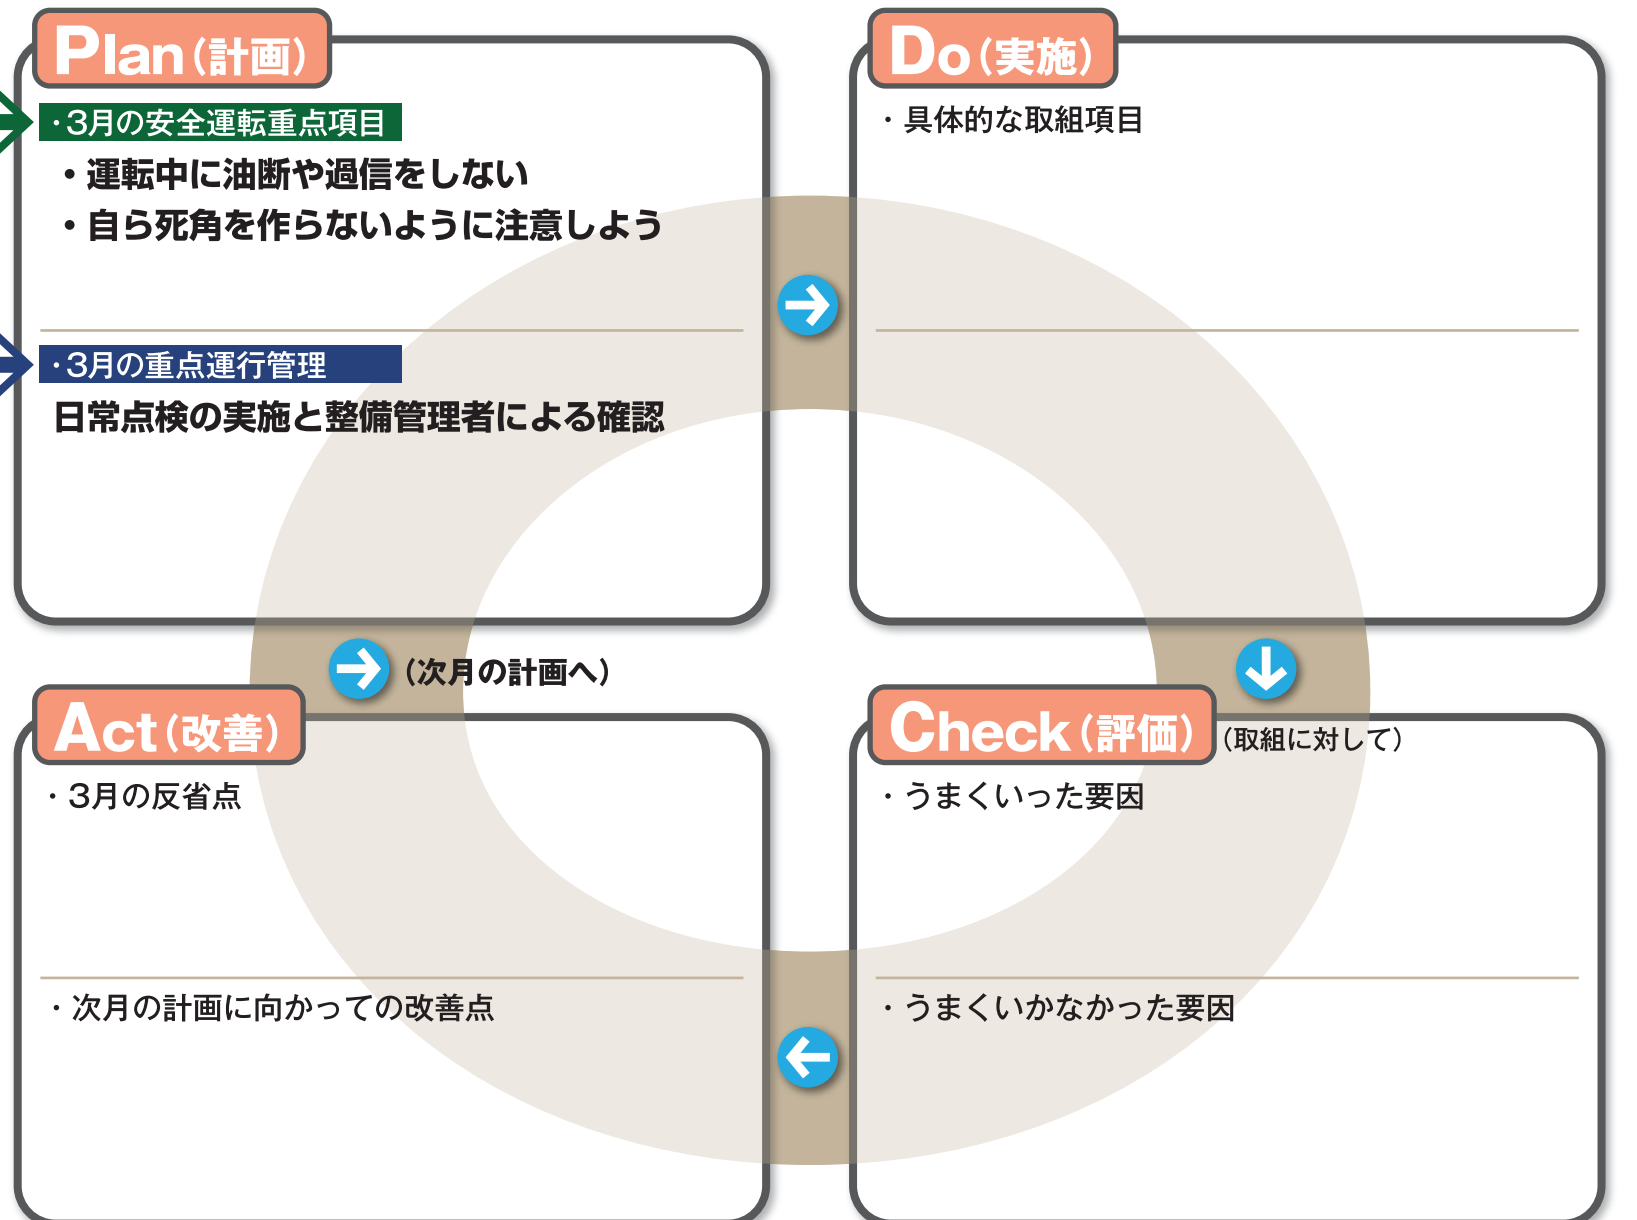 Plan（計画）
・3月の安全運転重点項目
・運転中に油断や過信をしない
・自ら死角を作らないように注意しよう
・3月の重点運行管理
日常点検の実施と整備管理者による確認
Do（実施）
・具体的な取組項目
（次月の計画へ）
Act（改善）
・3月の反省点
・次月の計画に向かっての改善点
Check（評価）（取組に対して）
・うまくいった要因
・うまくいかなかった要因